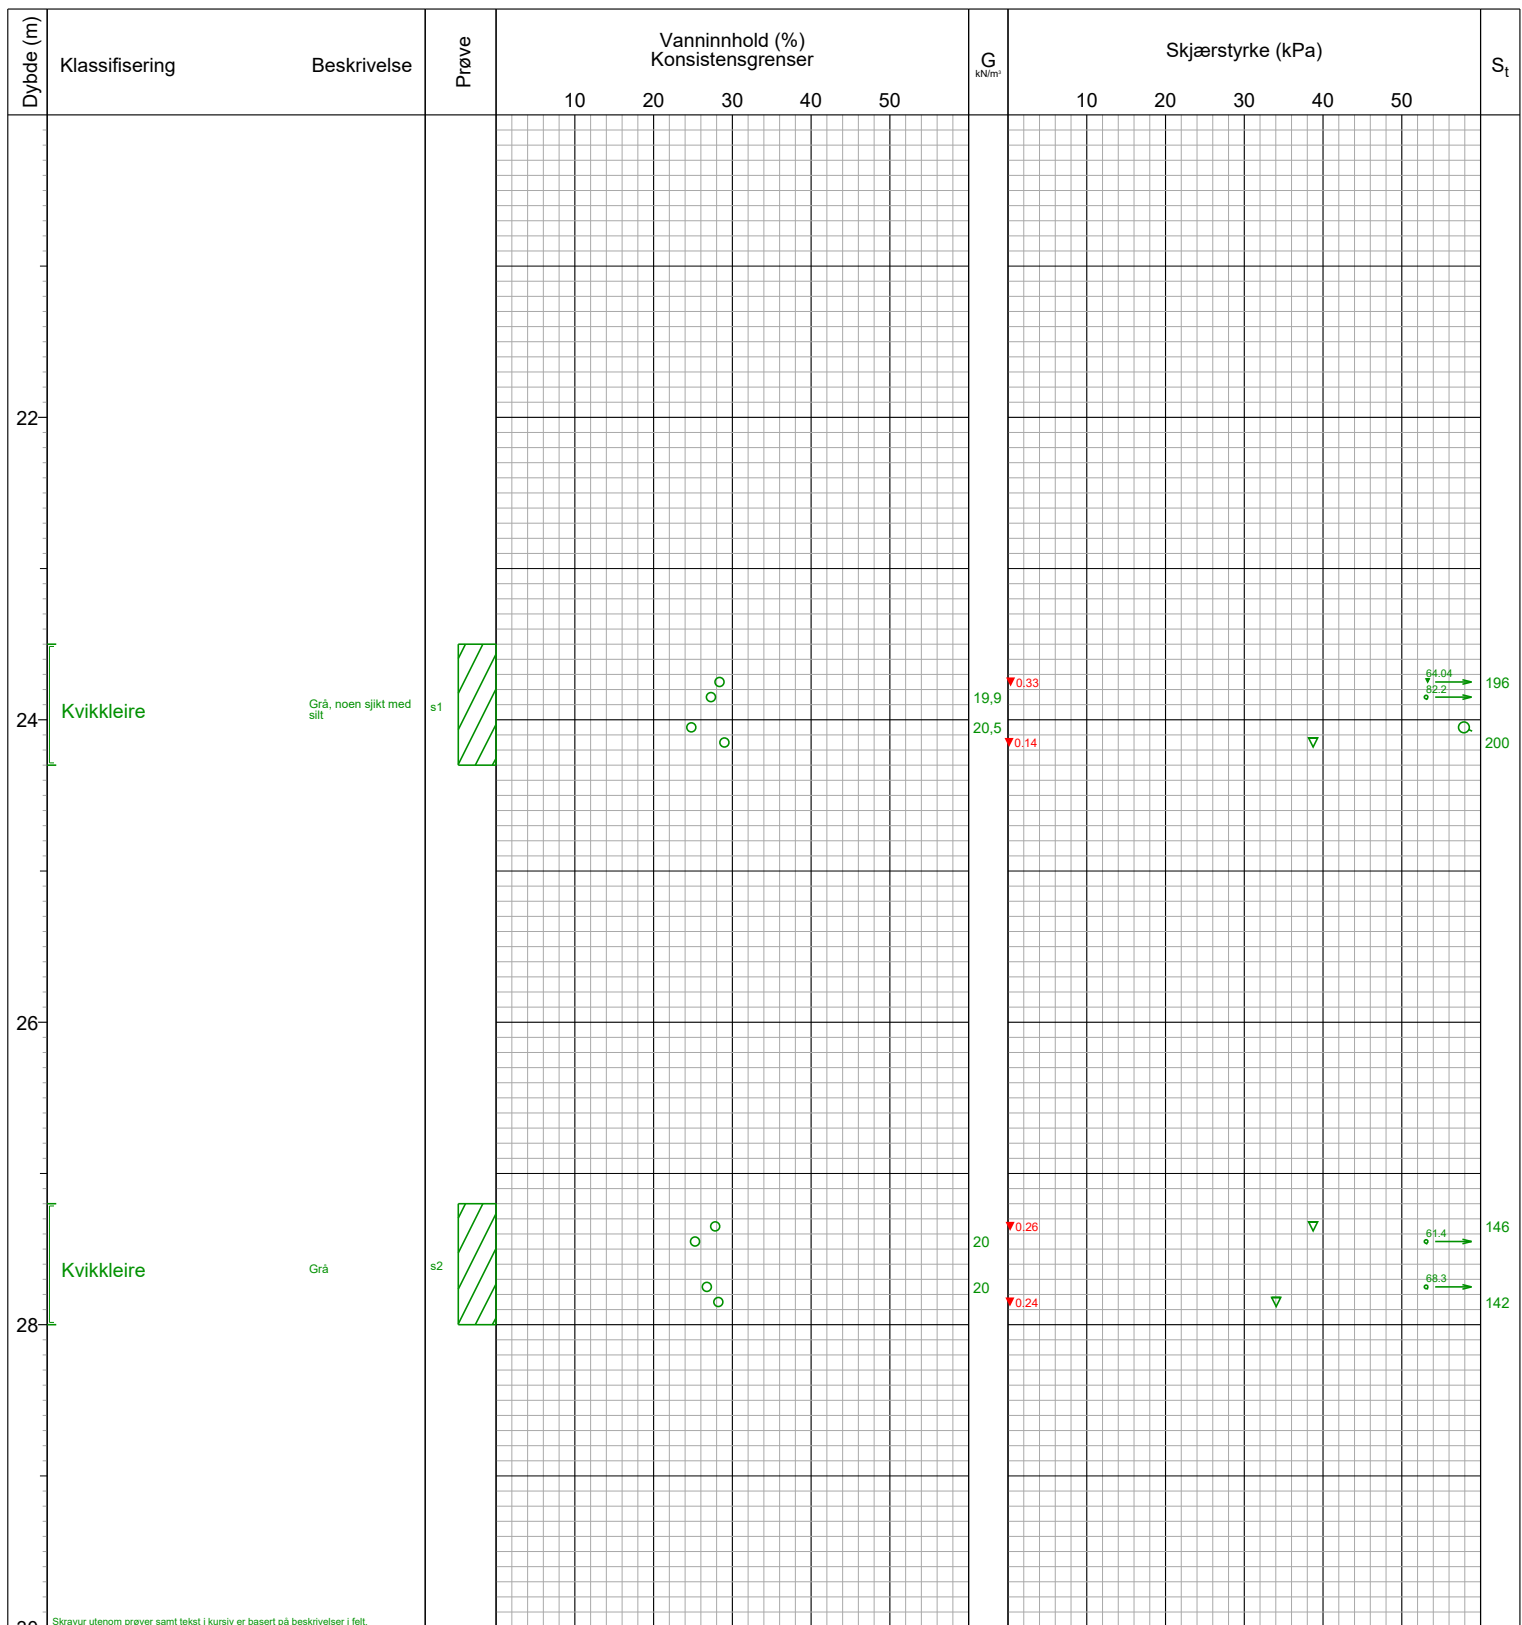 Dybde (m)
Klassifisering
Beskrivelse
Prøve
Vanninnhold (%)
Konsistensgrenser
10 20 30 40 50
G
kN/m³
Skjærstyrke (kPa)
10 20 30 40 50
St
22
64.04
0.33
196
82.2
19,9
Kvikkleire
Grå, noen sjikt med
silt
s1
24
20,5
0.14
200
26
0.26
146
61.4
20
Kvikkleire
Grå
s2
68.3
20
0.24
142
28
Skravur utenom prøver samt tekst i kursiv er basert på beskrivelser i felt.